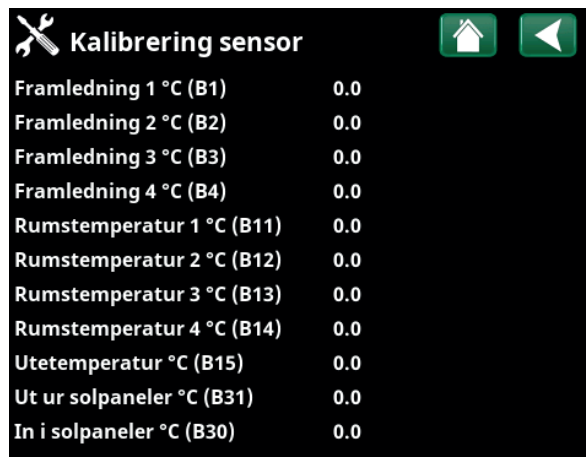 Kalibrering sensor
Framledning 1 °C (B1) 0.0
Framledning 2 °C (B2) 0.0
Framledning 3 °C (B3) 0.0
Framledning 4 °C (B4) 0.0
Rumstemperatur 1 °C (B11) 0.0
Rumstemperatur 2 °C (B12) 0.0
Rumstemperatur 3 °C (B13) 0.0
Rumstemperatur 4 °C (B14) 0.0
Utetemperatur °C (B15) 0.0
Ut ur solpaneler °C (B31) 0.0
In i solpaneler °C (B30) 0.0